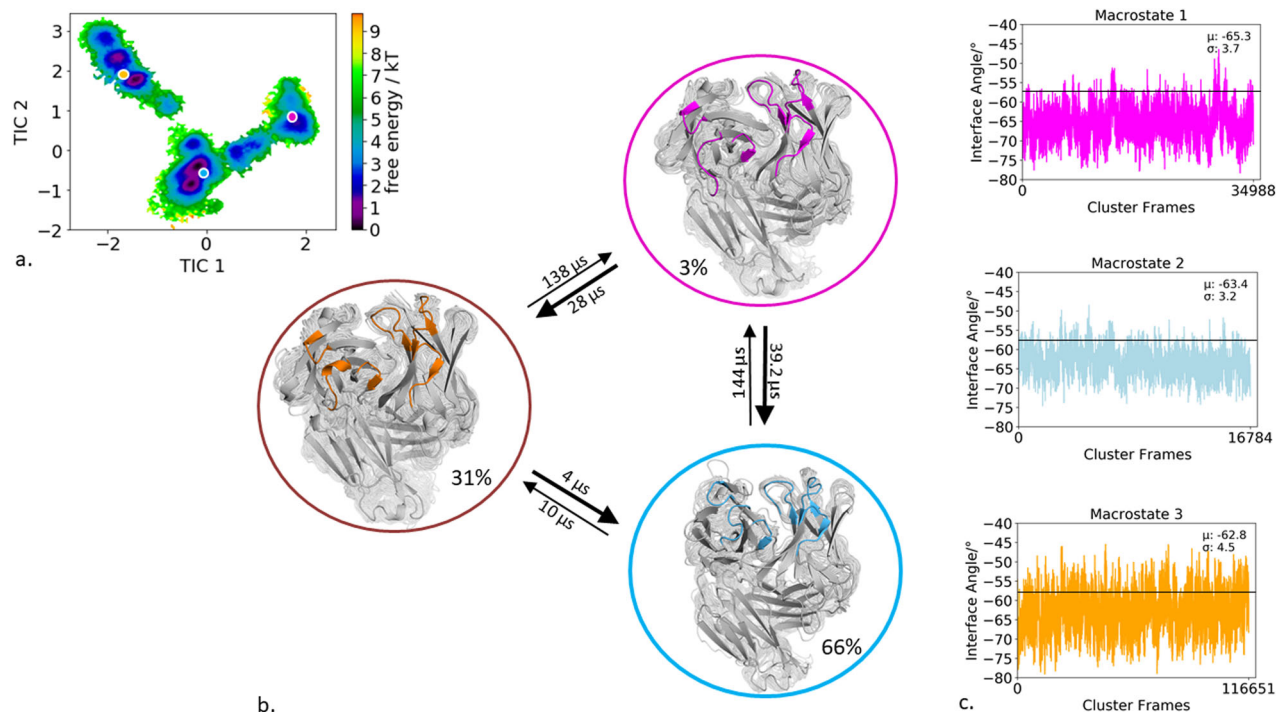 3
2
1
0
−1
−2
TIC 2
−2
0
2
TIC 1
9
8
7
6
5
4
3
2
1
0
free energy / kT
a.
138 µs
28 µs
3%
144 µs
39.2 µs
31%
4 µs
10 µs
66%
b.
c.
Macrostate 1
µ: -65.3
σ: 3.7
Interface Angle/°
−40
−45
−50
−55
−60
−65
−70
−75
−80
0
34988
Cluster Frames
Macrostate 2
µ: -63.4
σ: 3.2
Interface Angle/°
−40
−45
−50
−55
−60
−65
−70
−75
−80
0
16784
Cluster Frames
Macrostate 3
µ: -62.8
σ: 4.5
Interface Angle/°
−40
−45
−50
−55
−60
−65
−70
−75
−80
0
116651
Cluster Frames